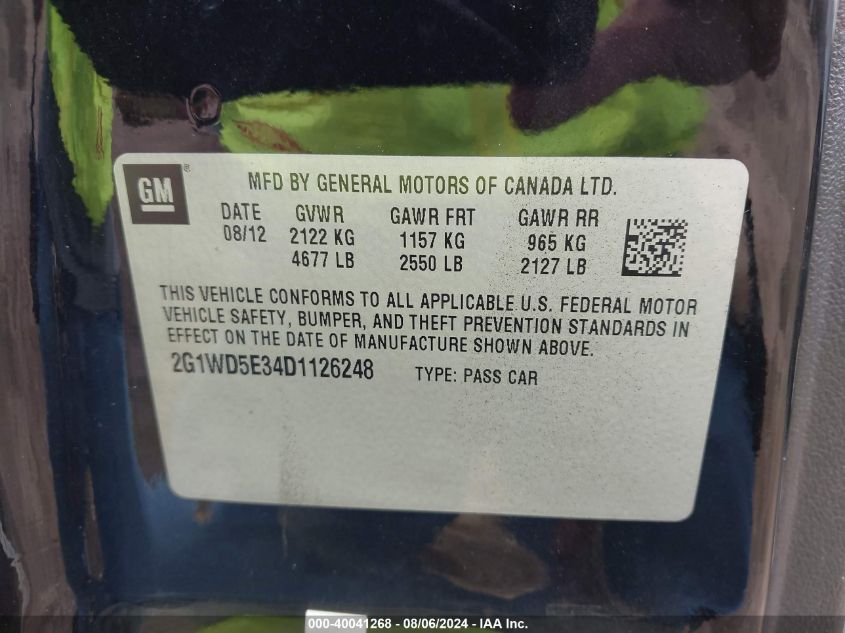 GM ®
MFD BY GENERAL MOTORS OF CANADA LTD.
DATE GVWR GAWR FRT GAWR RR
08/12 2122 KG 1157 KG 965 KG
4677 LB 2550 LB 2127 LB
THIS VEHICLE CONFORMS TO ALL APPLICABLE U.S. FEDERAL MOTOR
VEHICLE SAFETY, BUMPER, AND THEFT PREVENTION STANDARDS IN
EFFECT ON THE DATE OF MANUFACTURE SHOWN ABOVE.
2G1WD5E34D1126248 TYPE: PASS CAR
000-40041268 - 08/06/2024 - IAA Inc.